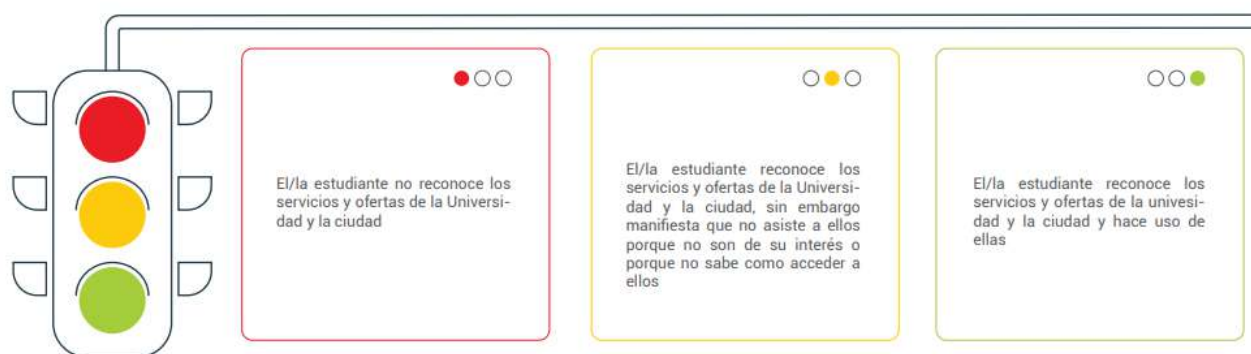 El/la estudiante no reconoce los
servicios y ofertas de la Universi-
dad y la ciudad
El/la estudiante reconoce los
servicios y ofertas de la Universi-
dad y la ciudad, sin embargo
manifiesta que no asiste a ellos
porque no son de su interés o
porque no sabe como acceder a
ellos
El/la estudiante reconoce los
servicios y ofertas de la univesi-
dad y la ciudad y hace uso de
ellas